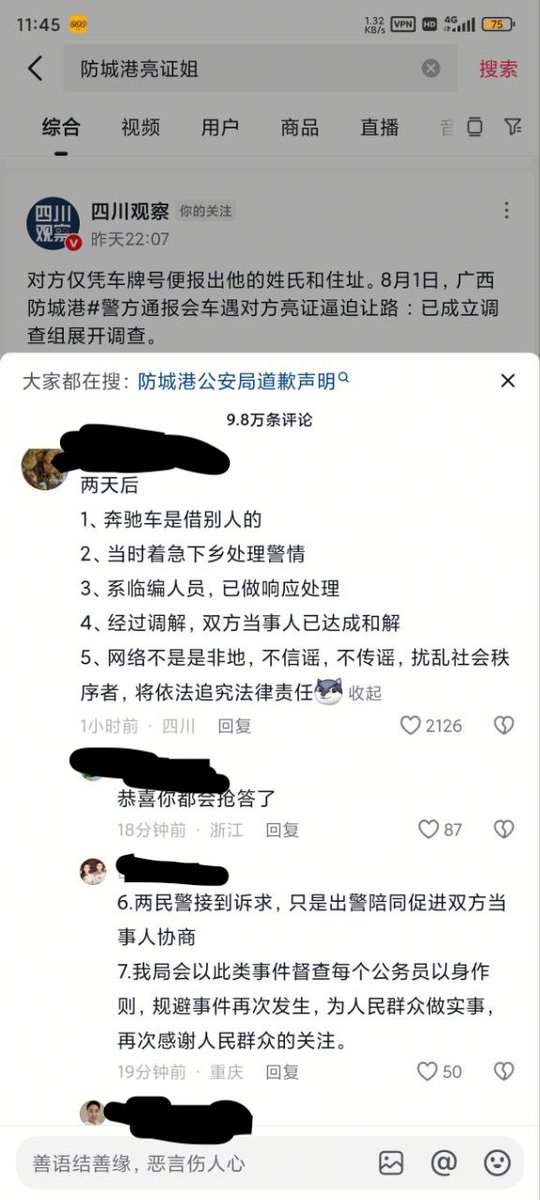 11:45
1.32 KB/s VPN HD 4G 75
防城港亮证姐
搜索
综合 视频 用户 商品 直播 音
四川观察 你的关注
昨天22:07
对方仅凭车牌号便报出他的姓氏和住址。8月1日，广西
防城港#警方通报会车遇对方亮证逼迫让路：已成立调
查组展开调查。
大家都在搜：防城港公安局道歉声明
9.8万条评论
两天后
1、奔驰车是借别人的
2、当时着急下乡处理警情
3、系临编人员，已做响应处理
4、经过调解，双方当事人已达成和解
5、网络不是是非地，不信谣，不传谣，扰乱社会秩
序者，将依法追究法律责任 收起
1小时前 · 四川 回复 2126
恭喜你都会抢答了
18分钟前 · 浙江 回复 87
6.两民警接到诉求，只是出警陪同促进双方当
事人协商
7.我局会以此类事件督查每个公务员以身作
则，规避事件再次发生，为人民群众做实事，
再次感谢人民群众的关注。
19分钟前 · 重庆 回复 50
善语结善缘，恶言伤人心